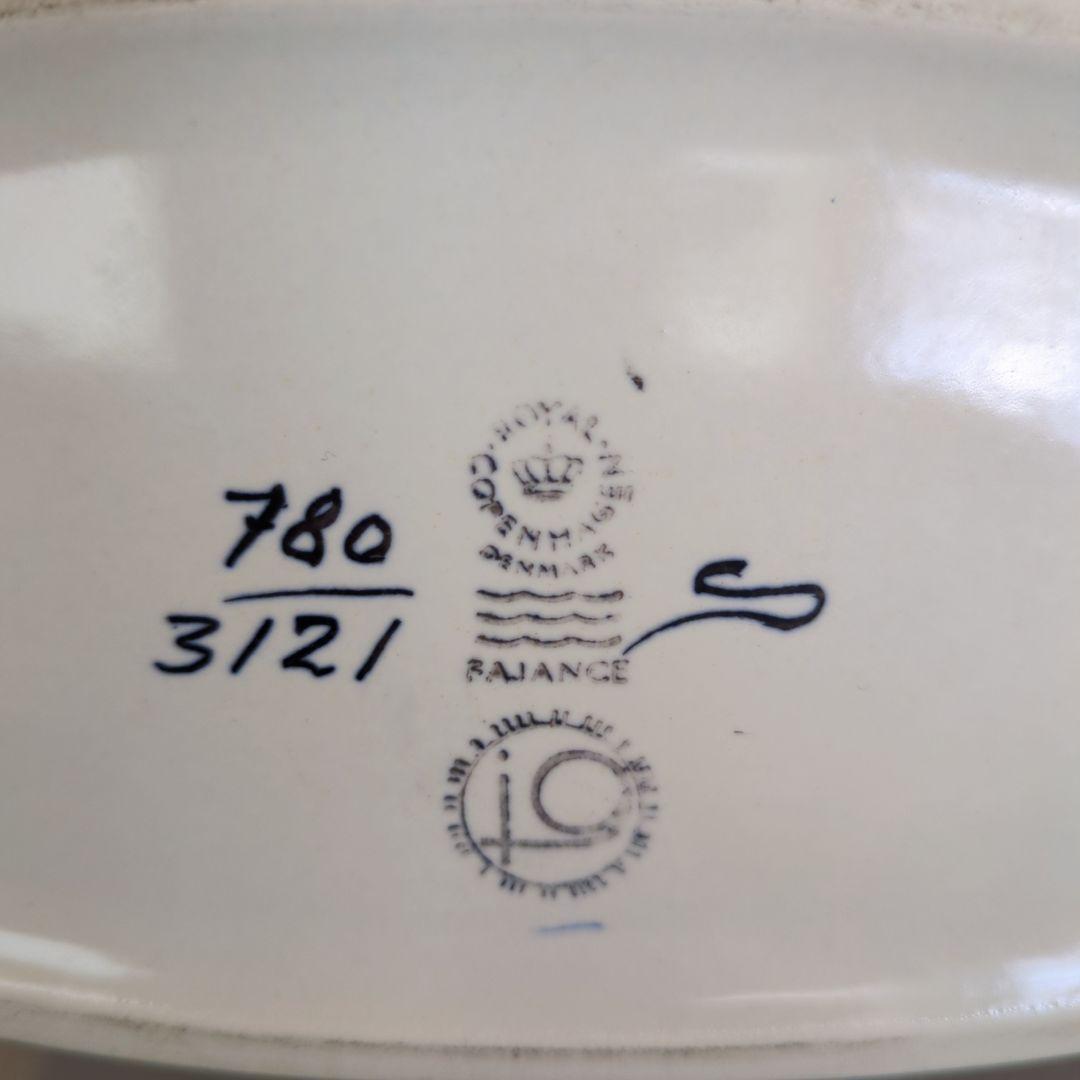 ROYAL
COPENHAGEN
DENMARK
FAJANCE
780
3121